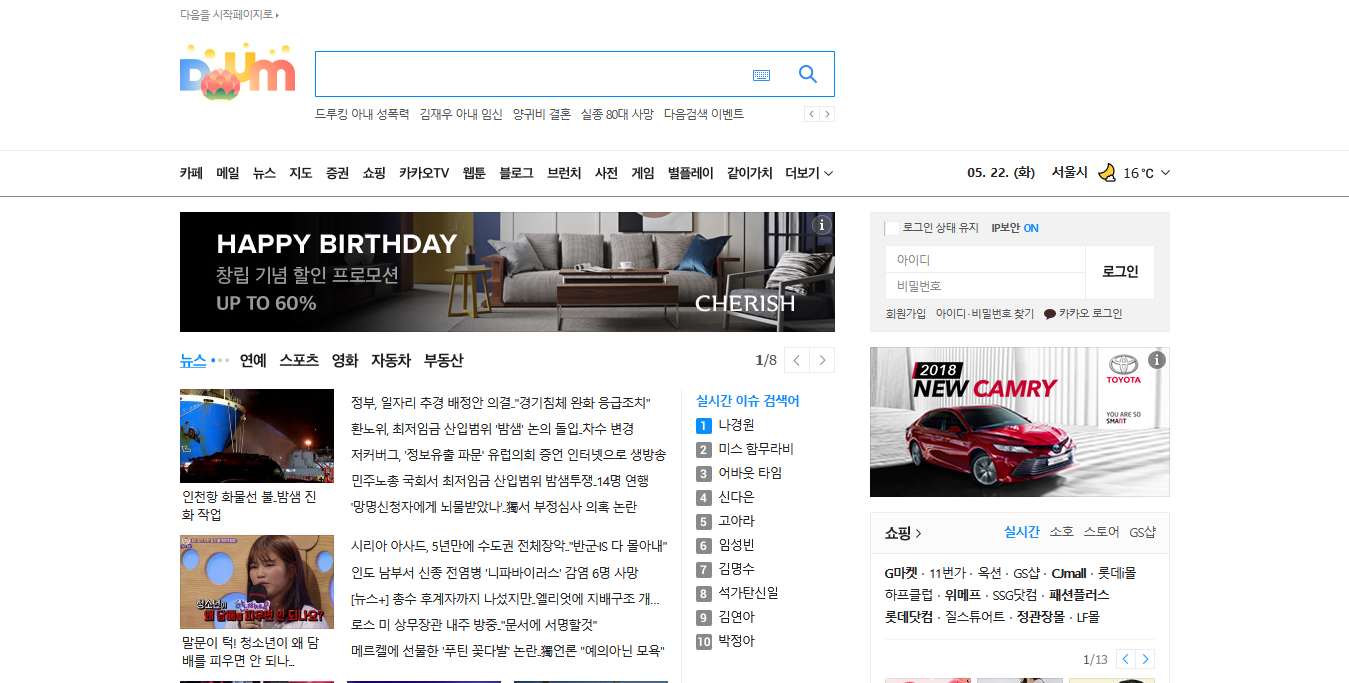 다음을 시작페이지로
Daum
드루킹 아내 성폭력 김재우 아내 임신 양귀비 결혼 실종 80대 사망 다음검색 이벤트
카페 메일 뉴스 지도 증권 쇼핑 카카오TV 웹툰 블로그 브런치 사전 게임 별플레이 같이가치 더보기
05. 22. (화) 서울시 16℃
HAPPY BIRTHDAY
창립 기념 할인 프로모션
UP TO 60%
CHERISH
로그인 상태 유지 IP보안 ON
아이디
비밀번호
로그인
회원가입 아이디·비밀번호 찾기 카카오 로그인
뉴스 연예 스포츠 영화 자동차 부동산
1/8
인천항 화물선 불..밤샘 진
화 작업
청소년이
왜 담배를 피우면 안 되나요?
말문이 턱! 청소년이 왜 담
배를 피우면 안 되나...
정부, 일자리 추경 배정안 의결.."경기침체 완화 응급조치"
환노위, 최저임금 산입범위 '밤샘' 논의 돌입..차수 변경
저커버그, '정보유출 파문' 유럽의회 증언 인터넷으로 생방송
민주노총 국회서 최저임금 산입범위 밤샘투쟁..14명 연행
'망명신청자에게 뇌물받았나'..獨서 부정심사 의혹 논란
시리아 아사드, 5년만에 수도권 전체장악.."반군·IS 다 몰아내"
인도 남부서 신종 전염병 '니파바이러스' 감염 6명 사망
[뉴스+] 총수 후계자까지 나섰지만..엘리엇에 지배구조 개...
로스 미 상무장관 내주 방중.."문서에 서명할것"
메르켈에 선물한 '푸틴 꽃다발' 논란..獨언론 "예의아닌 모욕"
실시간 이슈 검색어
1 나경원
2 미스 함무라비
3 어바웃 타임
4 신다은
5 고아라
6 임성빈
7 김명수
8 석가탄신일
9 김연아
10 박정아
2018
NEW CAMRY
TOYOTA
YOU ARE SO
SMART
쇼핑 실시간 소호 스토어 GS샵
G마켓 · 11번가 · 옥션 · GS샵 · CJmall · 롯데i몰
하프클럽 · 위메프 · SSG닷컴 · 패션플러스
롯데닷컴 · 질스튜어트 · 정관장몰 · LF몰
1/13